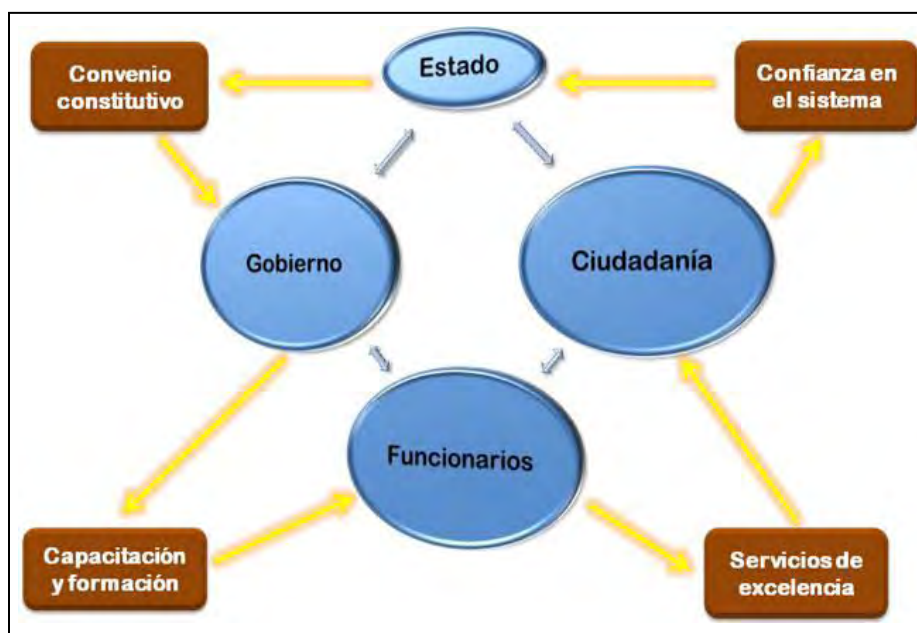 Estado
Convenio
constitutivo
Confianza en
el sistema
Gobierno
Ciudadanía
Funcionarios
Capacitación
y formación
Servicios de
excelencia